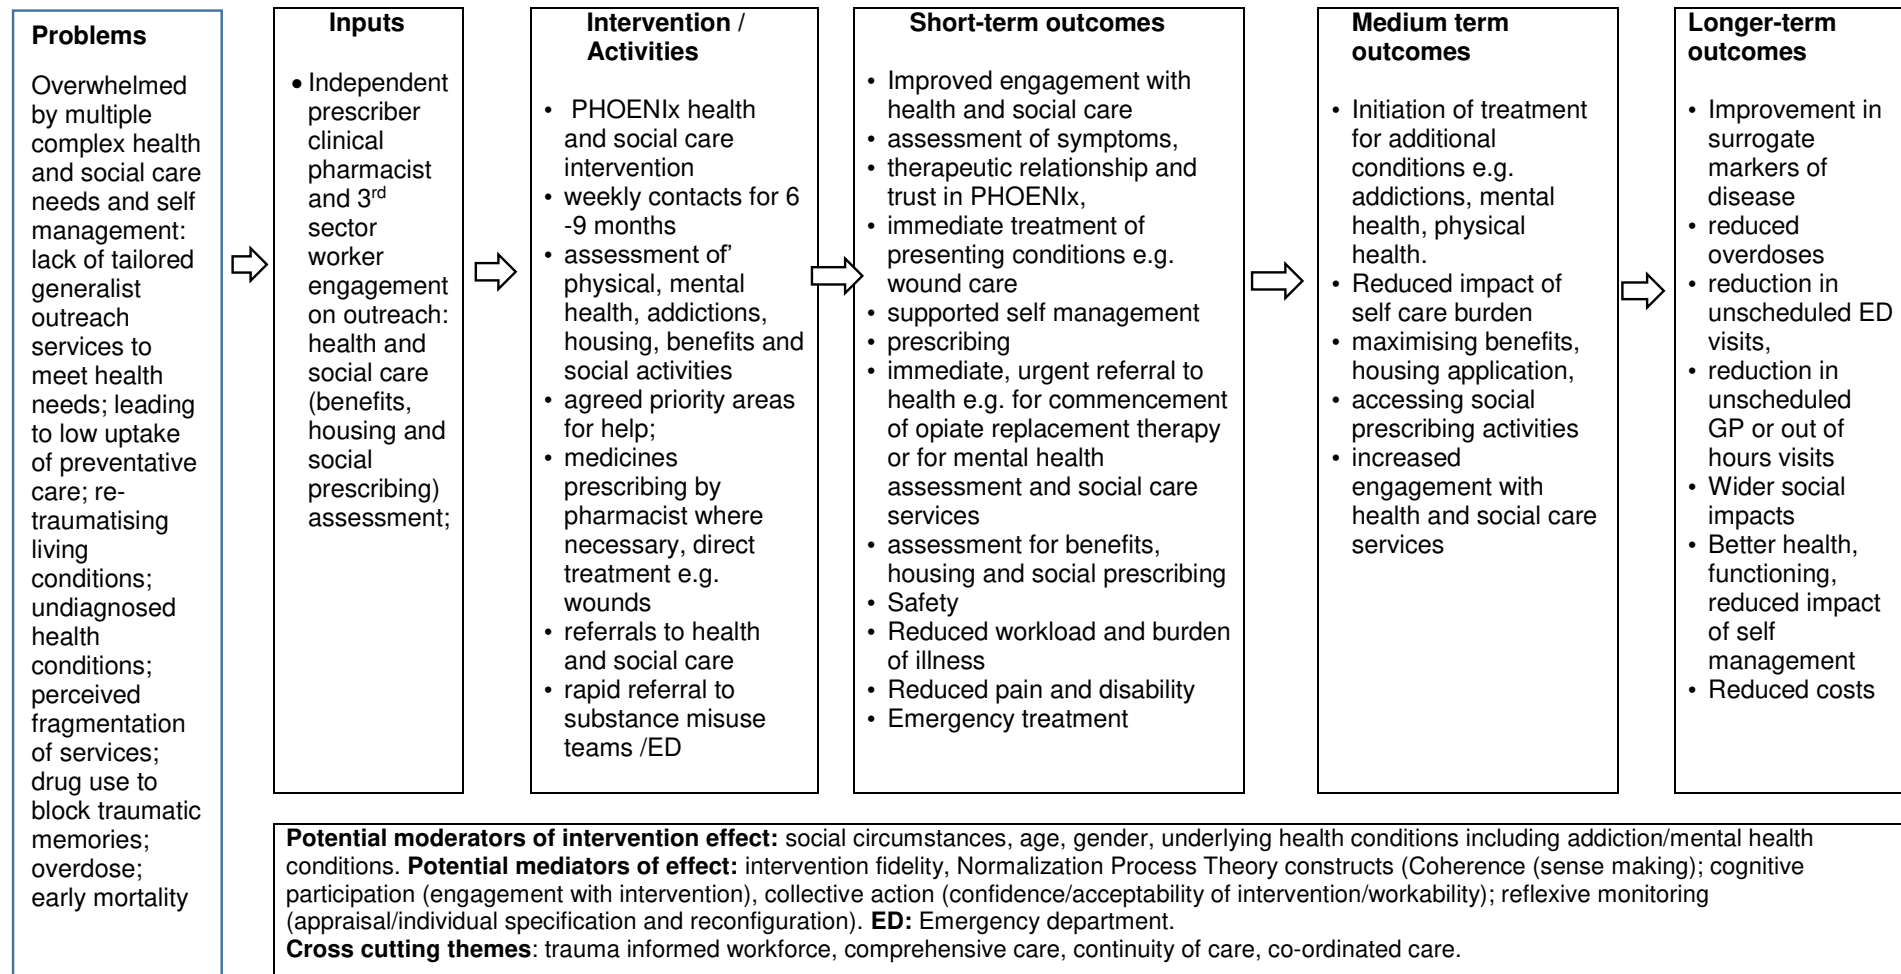 Problems
Overwhelmed
by multiple
complex health
and social care
needs and self
management:
lack of tailored
generalist
outreach
services to
meet health
needs; leading
to low uptake
of preventative
care; re-
traumatising
living
conditions;
undiagnosed
health
conditions;
perceived
fragmentation
of services;
drug use to
block traumatic
memories;
overdose;
early mortality
Inputs
• Independent
prescriber
clinical
pharmacist
and 3rd
sector
worker
engagement
on outreach:
health and
social care
(benefits,
housing and
social
prescribing)
assessment;
Intervention /
Activities
• PHOENIx health
and social care
intervention
• weekly contacts for 6
-9 months
• assessment of’
physical, mental
health, addictions,
housing, benefits and
social activities
• agreed priority areas
for help;
• medicines
prescribing by
pharmacist where
necessary, direct
treatment e.g.
wounds
• referrals to health
and social care
• rapid referral to
substance misuse
teams /ED
Short-term outcomes
• Improved engagement with
health and social care
• assessment of symptoms,
• therapeutic relationship and
trust in PHOENIx,
• immediate treatment of
presenting conditions e.g.
wound care
• supported self management
• prescribing
• immediate, urgent referral to
health e.g. for commencement
of opiate replacement therapy
or for mental health
assessment and social care
services
• assessment for benefits,
housing and social prescribing
• Safety
• Reduced workload and burden
of illness
• Reduced pain and disability
• Emergency treatment
Medium term
outcomes
• Initiation of treatment
for additional
conditions e.g.
addictions, mental
health, physical
health.
• Reduced impact of
self care burden
• maximising benefits,
housing application,
• accessing social
prescribing activities
• increased
engagement with
health and social care
services
Longer-term
outcomes
• Improvement in
surrogate
markers of
disease
• reduced
overdoses
• reduction in
unscheduled ED
visits,
• reduction in
unscheduled
GP or out of
hours visits
• Wider social
impacts
• Better health,
functioning,
reduced impact
of self
management
• Reduced costs
Potential moderators of intervention effect: social circumstances, age, gender, underlying health conditions including addiction/mental health
conditions. Potential mediators of effect: intervention fidelity, Normalization Process Theory constructs (Coherence (sense making); cognitive
participation (engagement with intervention), collective action (confidence/acceptability of intervention/workability); reflexive monitoring
(appraisal/individual specification and reconfiguration). ED: Emergency department.
Cross cutting themes: trauma informed workforce, comprehensive care, continuity of care, co-ordinated care.